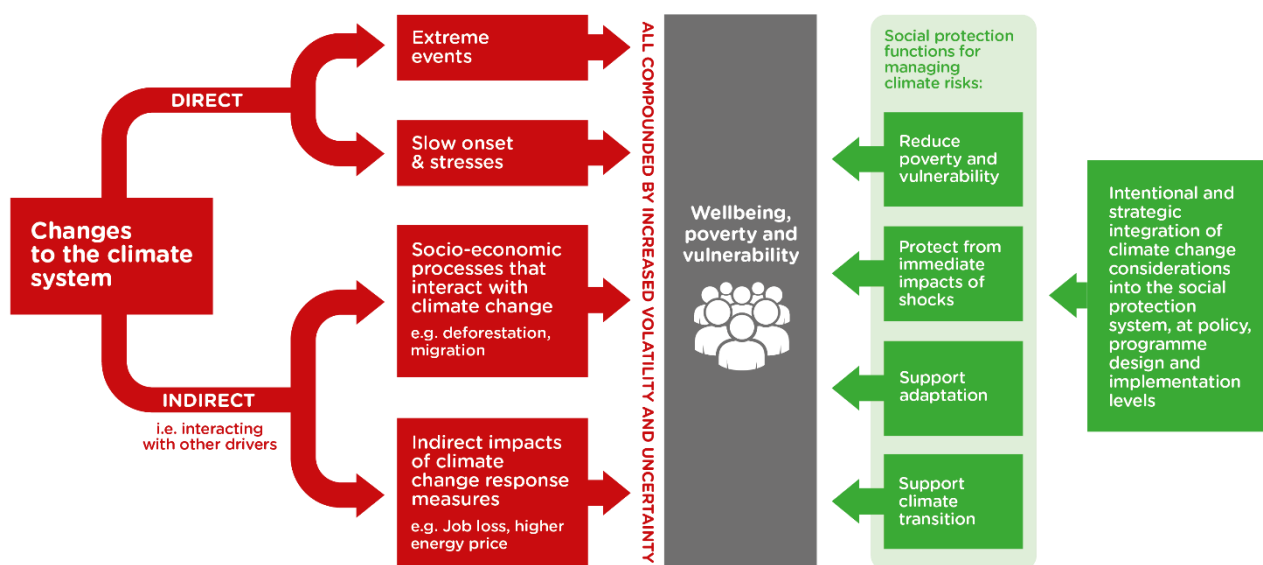 Changes
to the climate
system
DIRECT
INDIRECT
i.e. interacting
with other drivers
Extreme
events
Slow onset
& stresses
Socio-economic
processes that
interact with
climate change
e.g. deforestation,
migration
Indirect impacts
of climate
change response
measures
e.g. Job loss, higher
energy price
ALL COMPOUNDED BY INCREASED VOLATILITY AND UNCERTAINTY
Wellbeing,
poverty and
vulnerability
Social protection
functions for
managing
climate risks:
Reduce
poverty and
vulnerability
Protect from
immediate
impacts of
shocks
Support
adaptation
Support
climate
transition
Intentional and
strategic
integration of
climate change
considerations
into the social
protection
system, at policy,
programme
design and
implementation
levels